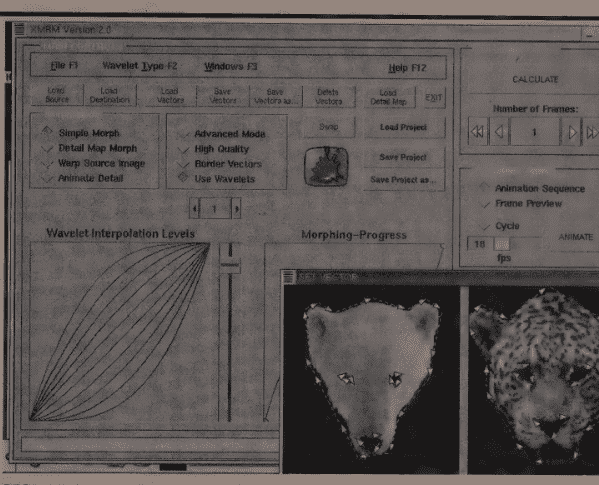 XMRM Version 2.0
File F1 Wavelet Type F2 Windows F3 Help F12
Load Source Load Destination Load Vectors Save Vectors Save Vectors as... Delete Vectors Load Detail Map EXIT
CALCULATE
Number of Frames:
1
Simple Morph
Detail Map Morph
Warp Source Image
Animate Detail
Advanced Mode
High Quality
Border Vectors
Use Wavelets
Swap
Load Project
Save Project
Save Project as...
1
Animation Sequence
Frame Preview
Cycle
10
fps
ANIMATE
Wavelet Interpolation Levels
Morphing-Progress
SET VECTOR